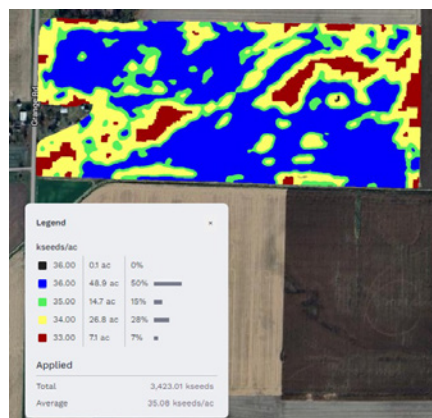 Orange Rd
Legend ×
kseeds/ac
36.00 0.1 ac 0%
36.00 48.9 ac 50%
35.00 14.7 ac 15%
34.00 26.8 ac 28%
33.00 7.1 ac 7%
Applied
Total 3,423.01 kseeds
Average 35.08 kseeds/ac